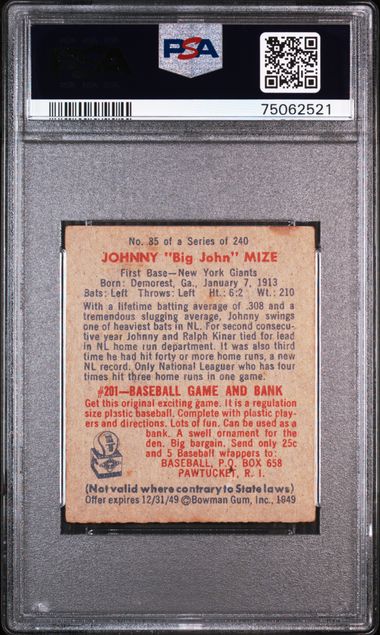 PSA
75062521
No. 85 of a Series of 240
JOHNNY "Big John" MIZE
First Base—New York Giants
Born: Demorest, Ga., January 7, 1913
Bats: Left Throws: Left Ht.: 6:2 Wt.: 210
With a lifetime batting average of .308 and a
tremendous slugging average, Johnny swings
one of heaviest bats in NL. For second consecu-
tive year Johnny and Ralph Kiner tied for lead
in NL home run department. It was also third
time he had hit forty or more home runs, a new
NL record. Only National Leaguer who has four
times hit three home runs in one game.
#201—BASEBALL GAME AND BANK
Get this original exciting game. It is a regulation
size plastic baseball. Complete with plastic play-
ers and directions. Lots of fun. Can be used as
a bank. A swell ornament for the
den. Big bargain. Send only 25c
and 5 Baseball wrappers to:
BASEBALL, P.O. BOX 658
PAWTUCKET, R. I.
(Not valid where contrary to State laws)
Offer expires 12/31/49 ©Bowman Gum, Inc., 1949